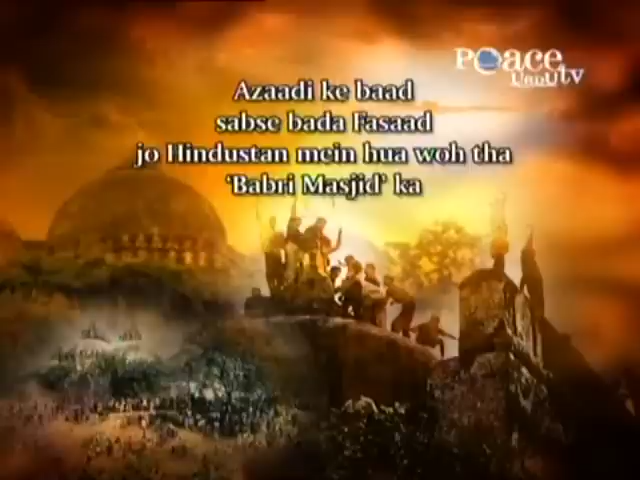 Peace
Urdu tv
Azaadi ke baad
sabse bada Fasaad
jo Hindustan mein hua woh tha
'Babri Masjid' ka